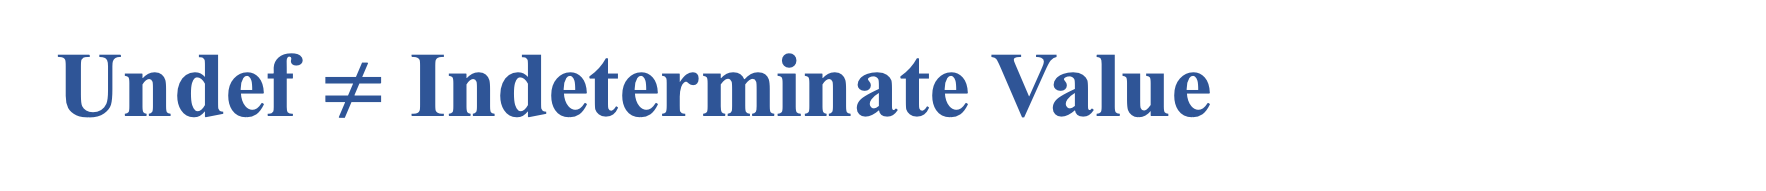 Undef ≠ Indeterminate Value